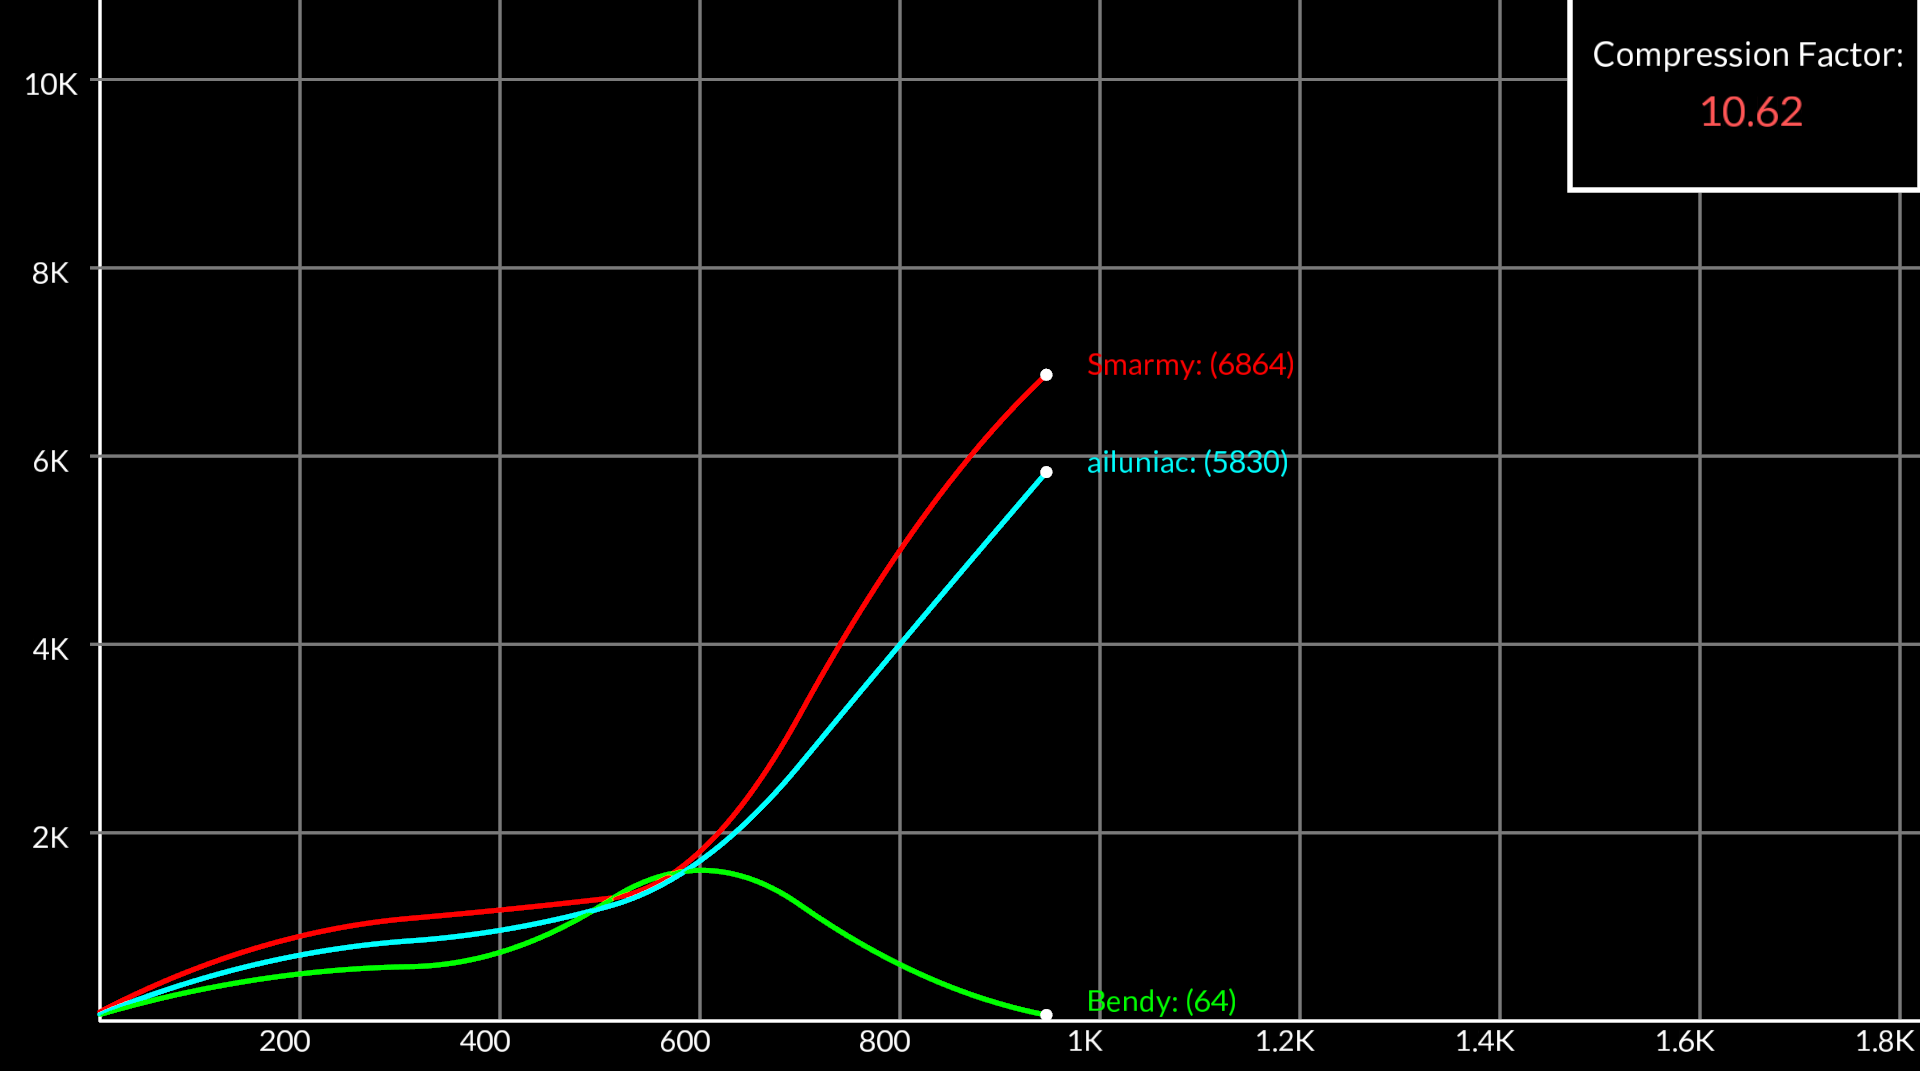 Compression Factor:
10.62
10K
8K
6K
4K
2K
Smarmy: (6864)
ailuniac: (5830)
Bendy: (64)
200 400 600 800 1K 1.2K 1.4K 1.6K 1.8K